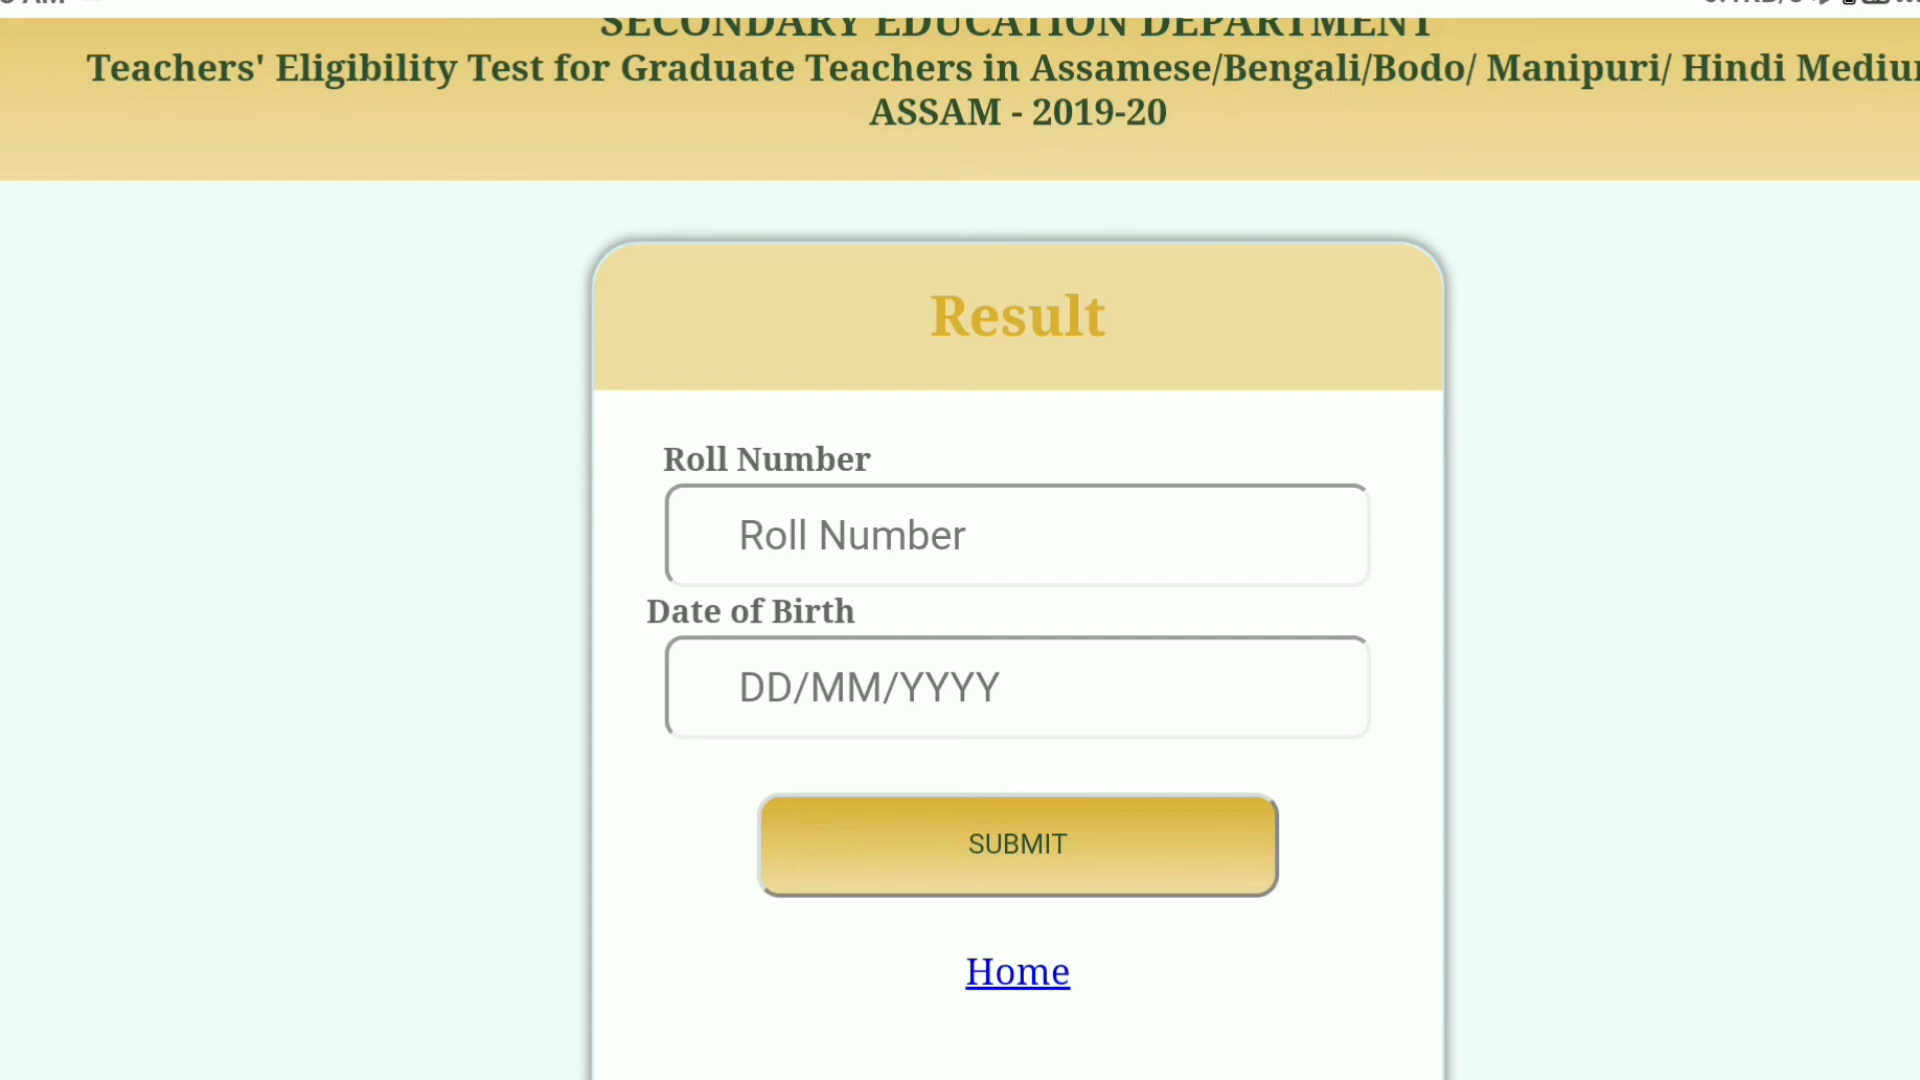 SECONDARY EDUCATION DEPARTMENT
Teachers' Eligibility Test for Graduate Teachers in Assamese/Bengali/Bodo/ Manipuri/ Hindi
ASSAM - 2019-20
Result
Roll Number
Roll Number
Date of Birth
DD/MM/YYYY
SUBMIT
Home